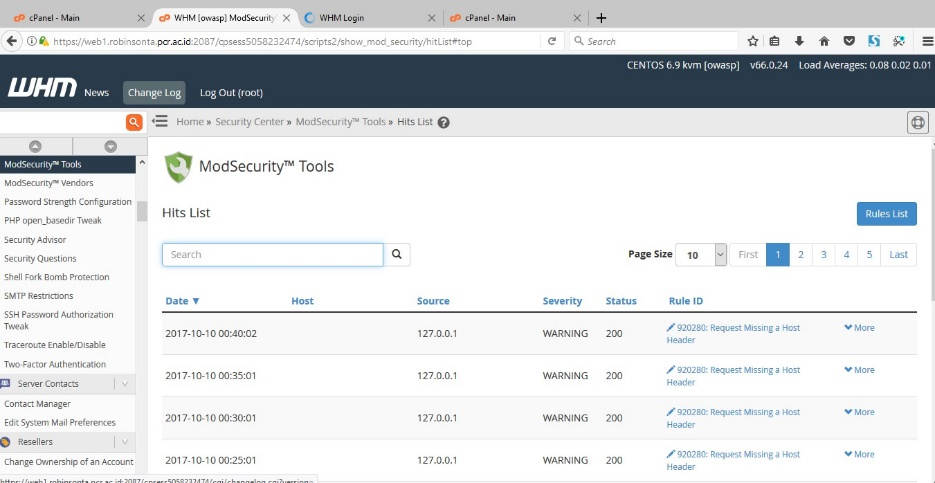 cPanel - Main
WHM [owasp] ModSecurity
WHM Login
cPanel - Main
https://web1.robinsonta.pcr.ac.id:2087/cpsess5058232474/scripts2/show_mod_security/hitList#top
Search
CENTOS 6.9 kvm [owasp] v66.0.24 Load Averages: 0.08 0.02 0.01
WHM News Change Log Log Out (root)
Home » Security Center » ModSecurity™ Tools » Hits List
ModSecurity™ Tools
ModSecurity™ Vendors
Password Strength Configuration
PHP open_basedir Tweak
Security Advisor
Security Questions
Shell Fork Bomb Protection
SMTP Restrictions
SSH Password Authorization
Tweak
Traceroute Enable/Disable
Two-Factor Authentication
Server Contacts
Contact Manager
Edit System Mail Preferences
Resellers
Change Ownership of an Account
ModSecurity™ Tools
Hits List
Rules List
Search
Page Size 10 First 1 2 3 4 5 Last
Date Host Source Severity Status Rule ID
2017-10-10 00:40:02 127.0.0.1 WARNING 200 920280: Request Missing a Host More
Header
2017-10-10 00:35:01 127.0.0.1 WARNING 200 920280: Request Missing a Host More
Header
2017-10-10 00:30:01 127.0.0.1 WARNING 200 920280: Request Missing a Host More
Header
2017-10-10 00:25:01 127.0.0.1 WARNING 200 920280: Request Missing a Host More
Header
https://web1.robinsonta.pcr.ac.id:2087/cpsess5058232474/cgi/changelog.cgi?version=